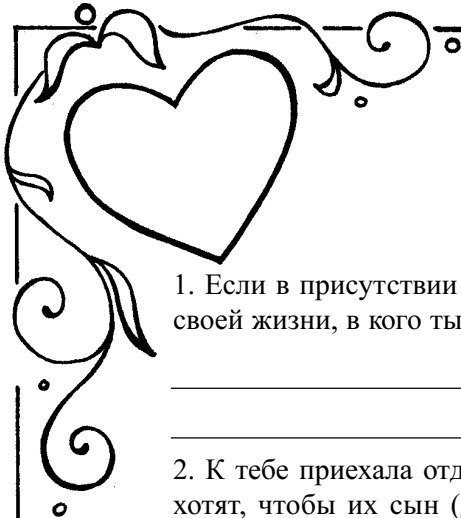 1. Если в присутствии
своей жизни, в кого ты
2. К тебе приехала отд
хотят, чтобы их сын (